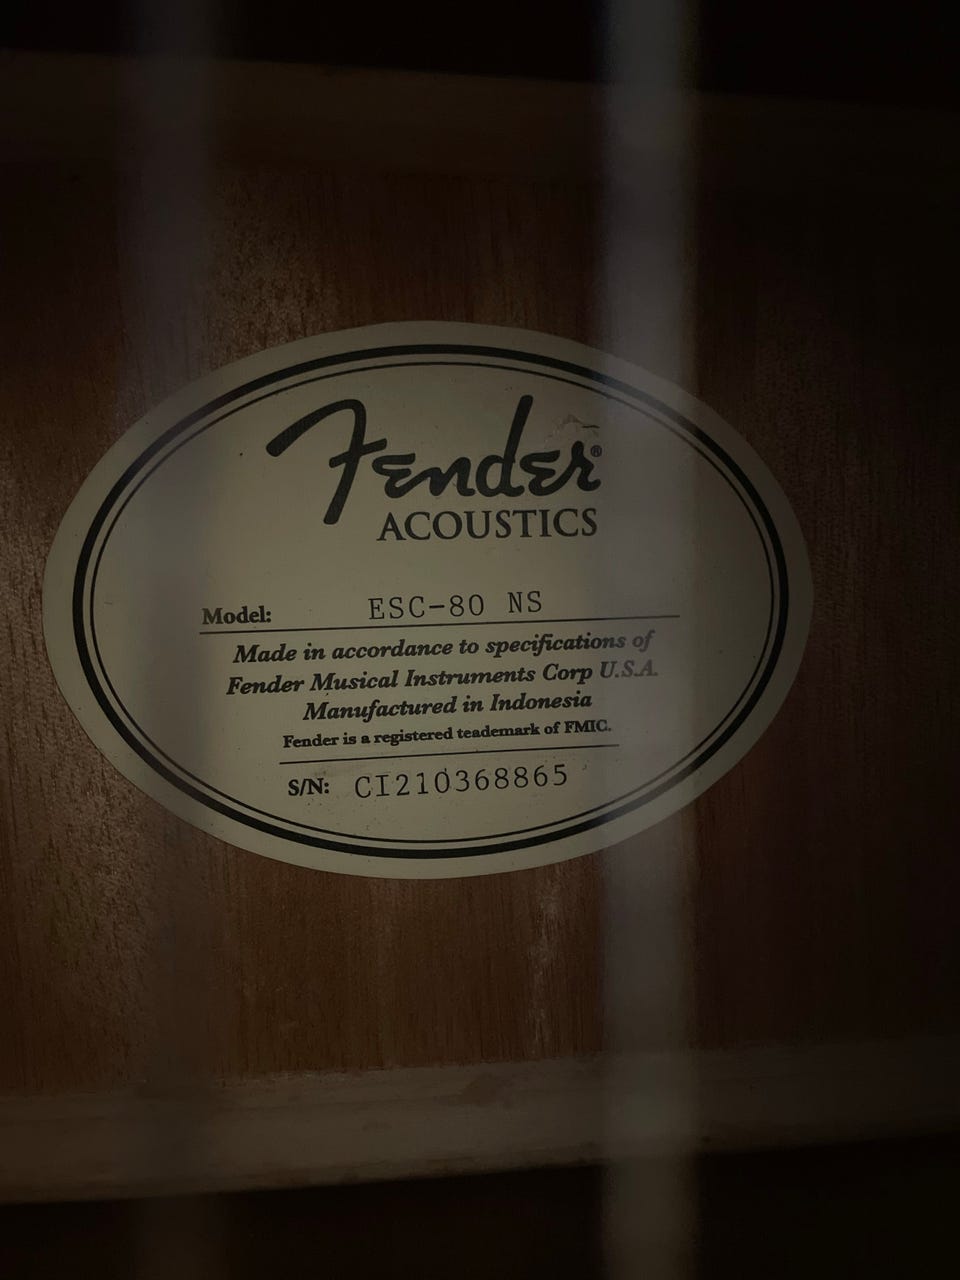 Fender®
ACOUSTICS
Model: ESC-80 NS
Made in accordance to specifications of
Fender Musical Instruments Corp U.S.A.
Manufactured in Indonesia
Fender is a registered teademark of FMIC.
S/N: CI210368865